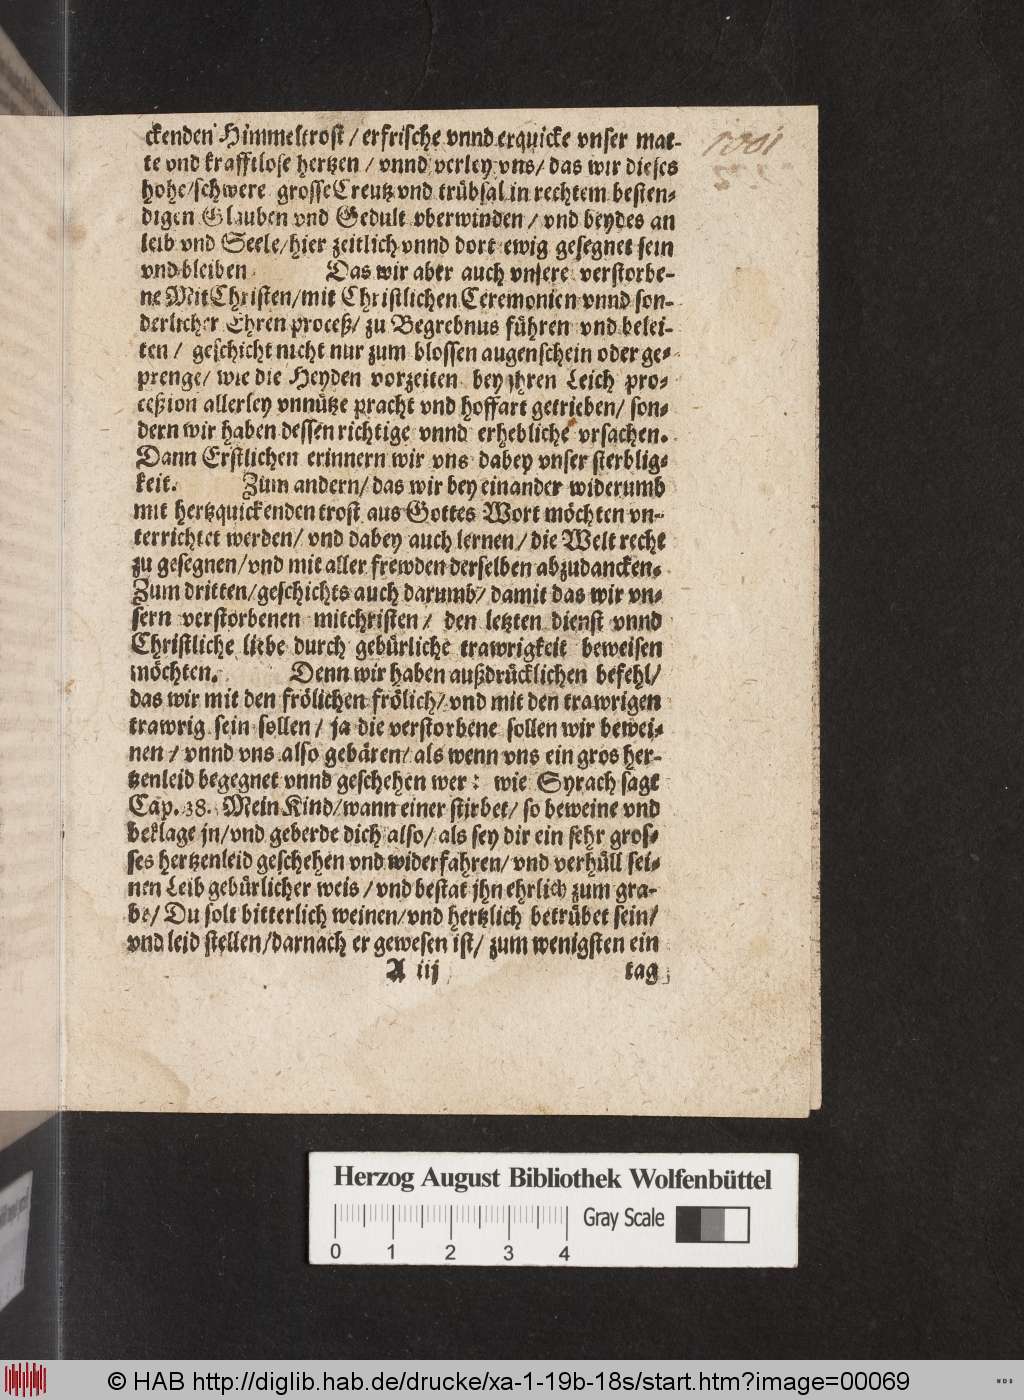 ckenden Himmeltrost / erfrische vnnd erquicke vnser mat-
te vnd krafftlose hertzen / vnnd verley vns / das wir dieses
hohe / schwere grosse Creutz vnd trübsal in rechtem besten-
digen Glauben vnd Gedult vberwinden / vnd beydes an
leib vnd Seele / hier zeitlich vnnd dort ewig gesegnet sein
vnd bleiben Das wir aber auch vnsere verstorbe-
ne MitChristen / mit Christlichen Ceremonien vnnd son-
derlicher Ehren proceß / zu Begrebnus führen vnd belei-
ten / geschicht nicht nur zum blossen augenschein oder ge-
prenge / wie die Heyden vorzeiten bey jhren Leich pro-
ceßion allerley vnnütze pracht vnd hoffart getrieben / son-
dern wir haben dessen richtige vnnd erhebliche vrsachen.
Dann Erstlichen erinnern wir vns dabey vnser sterblig-
keit. Zum andern / das wir bey einander widerumb
mit hertzquickenden trost aus Gottes Wort möchten vn-
terrichtet werden / vnd dabey auch lernen / die Welt recht
zu gesegnen / vnd mit aller frewden derselben abzudancken.
Zum dritten / geschichts auch darumb / damit das wir vn-
sern verstorbenen mitchristen / den letzten dienst vnnd
Christliche liebe durch gebürliche trawrigkeit beweisen
möchten. Denn wir haben außdrücklichen befehl /
das wir mit den frölichen frölich / vnd mit den trawrigen
trawrig sein sollen / ja die verstorbene sollen wir bewei-
nen / vnnd vns also gebären / als wenn vns ein gros her-
tzenleid begegnet vnnd geschehen wer: wie Syrach sagt
Cap. 38. Mein Kind / wann einer stirbet / so beweine vnd
beklage jn / vnd geberde dich also / als sey dir ein sehr gros-
ses hertzenleid geschehen vnd widerfahren / vnd verhüll sei-
nen Leib gebürlicher weis / vnd bestat jhn ehrlich zum gra-
be / Du solt bitterlich weinen / vnd hertzlich betrübet sein /
vnd leid stellen / darnach er gewesen ist / zum wenigsten ein
A iij tag
Herzog August Bibliothek Wolfenbüttel
Gray Scale
0 1 2 3 4
© HAB http://diglib.hab.de/drucke/xa-1-19b-18s/start.htm?image=00069